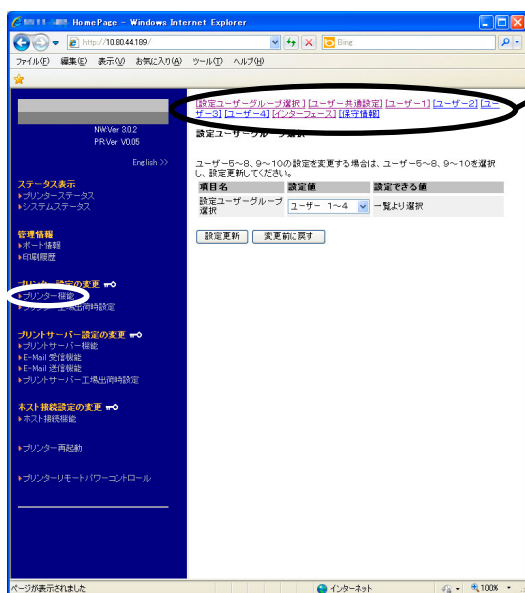 HomePage - Windows Internet Explorer
http://10.80.44.189/
Bing
ファイル(F) 編集(E) 表示(V) お気に入り(A) ツール(T) ヘルプ(H)
NW.Ver 3.0.2
PR.Ver V0.05
English >>
ステータス表示
プリンターステータス
システムステータス
管理情報
ポート情報
印刷履歴
プリンター設定の変更
プリンター機能
プリンター工場出荷時設定
プリントサーバー設定の変更
プリントサーバー機能
E-Mail 受信機能
E-Mail 送信機能
プリントサーバー工場出荷時設定
ホスト接続設定の変更
ホスト接続機能
プリンター再起動
プリンターリモートパワーコントロール
[設定ユーザーグループ選択] [ユーザー共通設定] [ユーザー1] [ユーザー2] [ユー
ザー3] [ユーザー4] [インターフェース] [保守情報]
設定ユーザーグループ選択
ユーザー5~8、9~10の設定を変更する場合は、ユーザー5~8、9~10を選択
し、設定更新してください。
項目名 設定値 設定できる値
設定ユーザーグループ
選択 ユーザー 1~4 一覧より選択
設定更新 変更前に戻す
ページが表示されました インターネット 100%